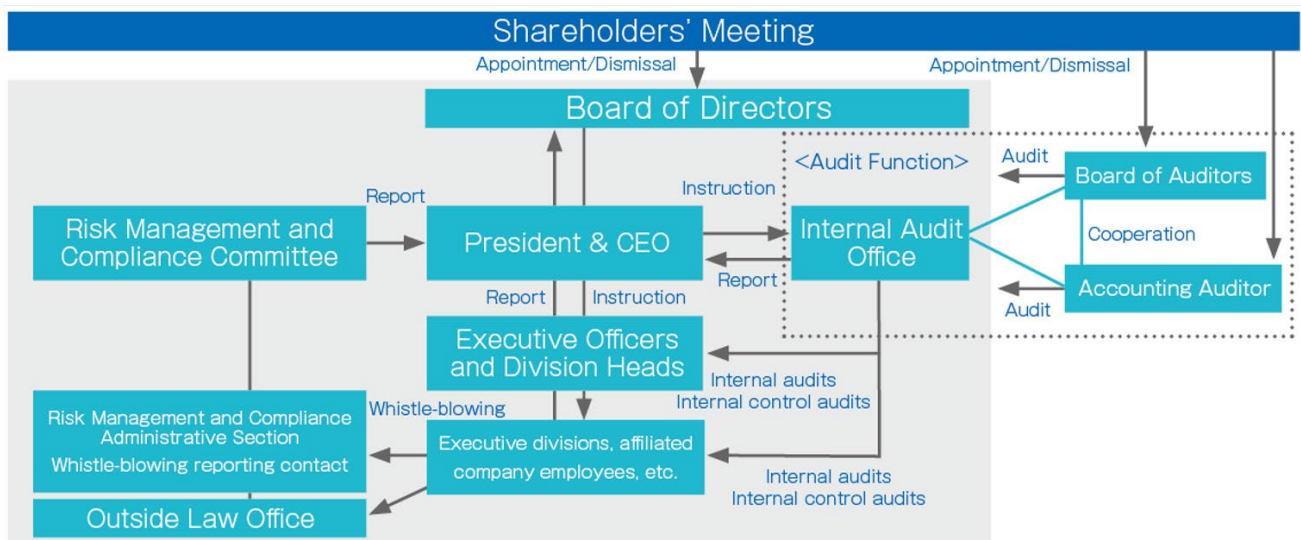 Shareholders' Meeting
Appointment/Dismissal
Appointment/Dismissal
Board of Directors
<Audit Function>
Audit
Board of Auditors
Report
Instruction
Risk Management and
Compliance Committee
President & CEO
Internal Audit
Office
Cooperation
Report
Report
Instruction
Accounting Auditor
Audit
Executive Officers
and Division Heads
Internal audits
Internal control audits
Risk Management and Compliance
Administrative Section
Whistle-blowing reporting contact
Whistle-blowing
Executive divisions, affiliated
company employees, etc.
Internal audits
Internal control audits
Outside Law Office